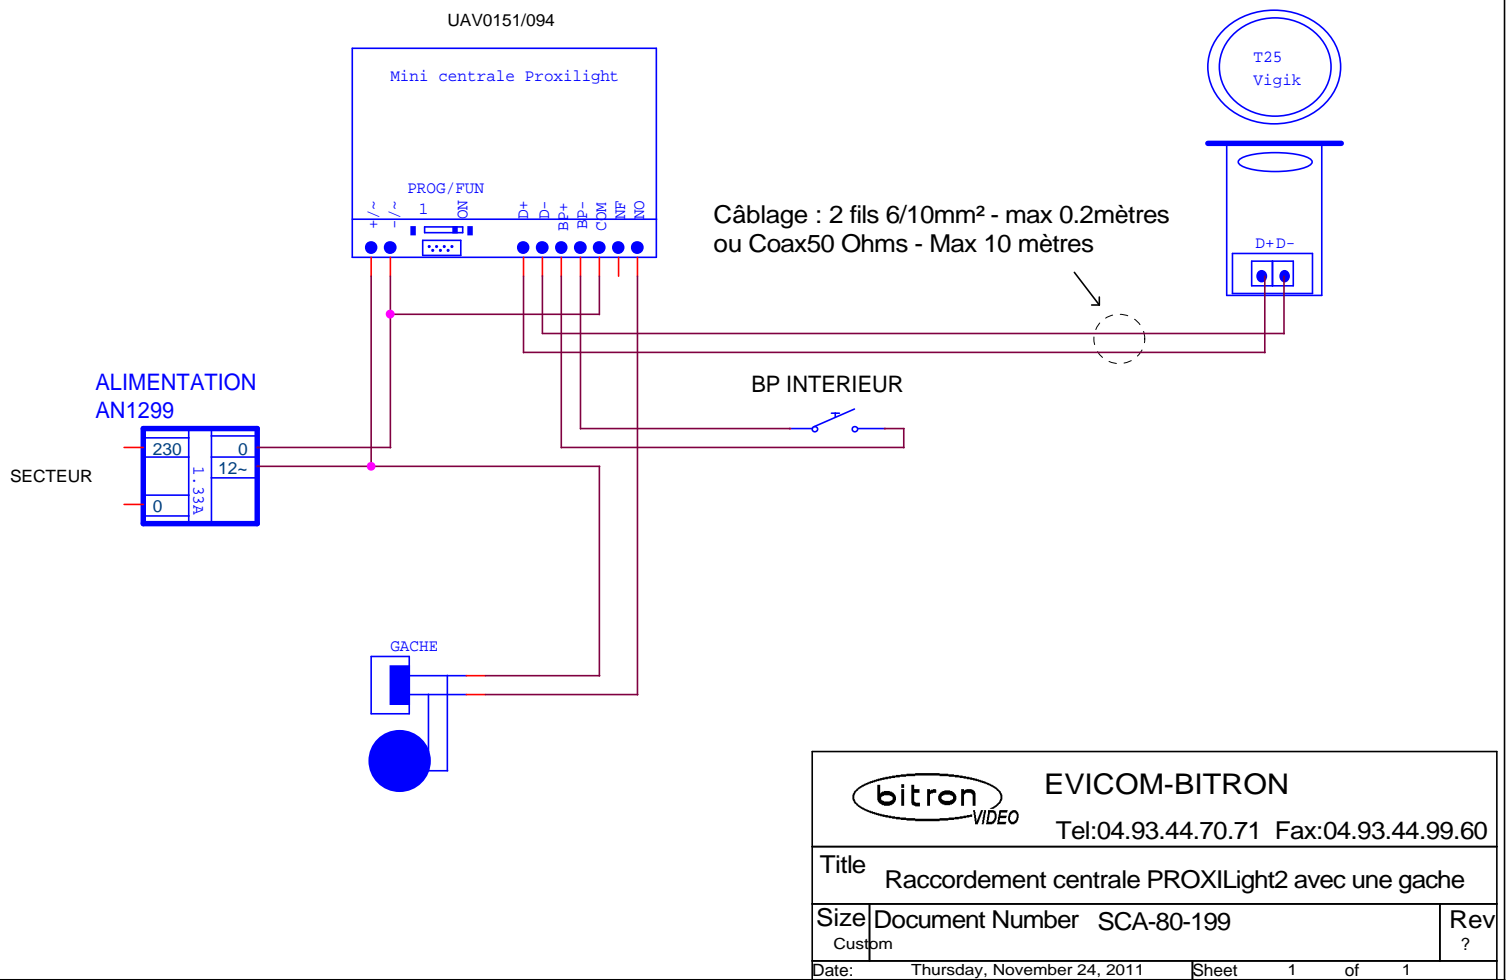 UAV0151/094
Mini centrale Proxilight
T25
Vigik
PROG/FUN
1 ON
+/~ -/~ D+ D- BP+ BP- COM NF NO
Câblage : 2 fils 6/10mm² - max 0.2mètres
ou Coax50 Ohms - Max 10 mètres
D+ D-
ALIMENTATION
AN1299
BP INTERIEUR
230 0
12~
SECTEUR
1.33A
0
GACHE
bitron
VIDEO
EVICOM-BITRON
Tel:04.93.44.70.71 Fax:04.93.44.99.60
Title
Raccordement centrale PROXILight2 avec une gache
Size Document Number SCA-80-199 Rev
Custom ?
Date: Thursday, November 24, 2011 Sheet 1 of 1